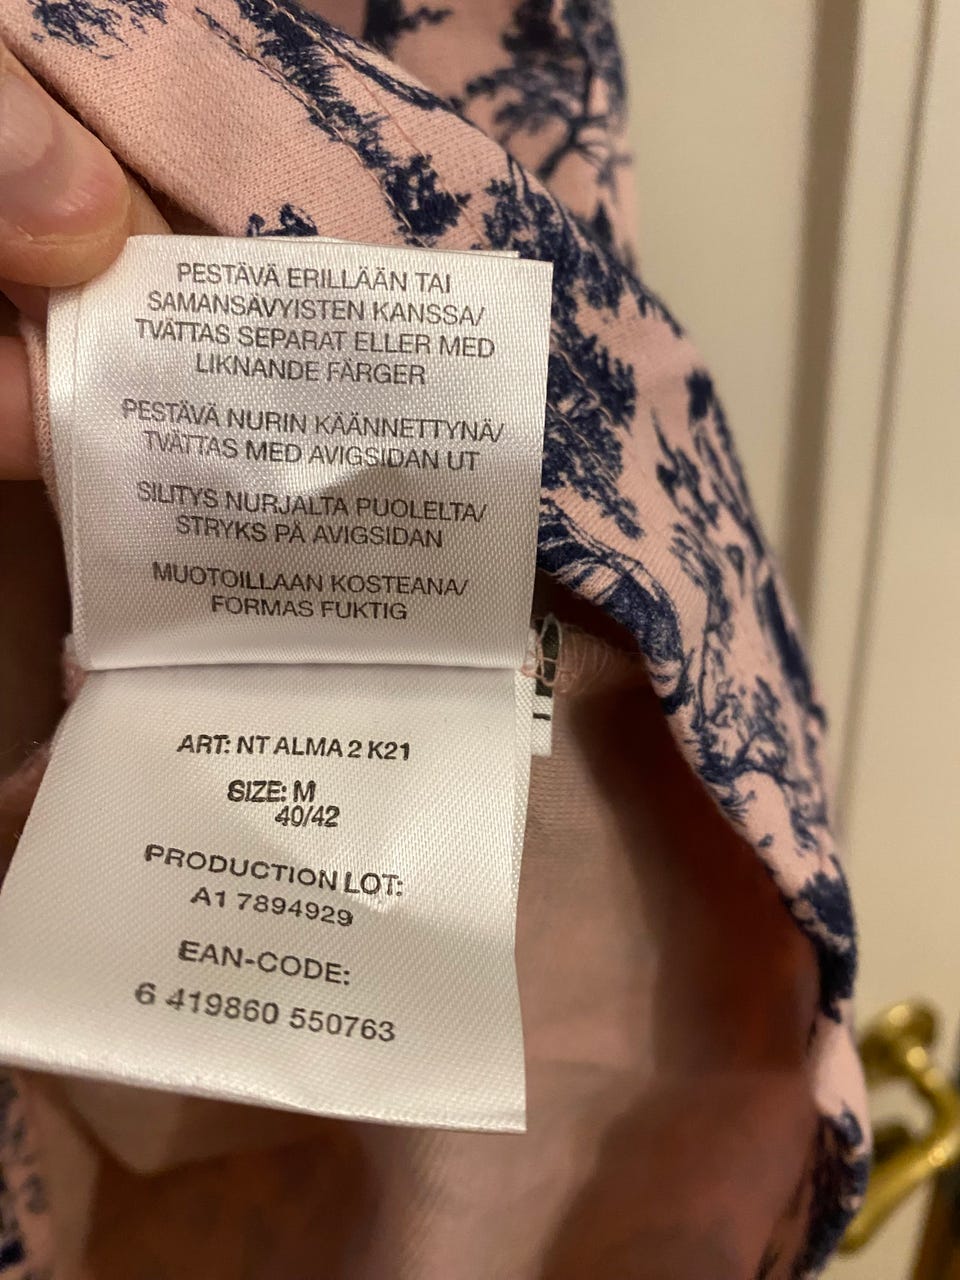 PESTÄVÄ ERILLÄÄN TAI
SAMANSÄVYISTEN KANSSA/
TVÄTTAS SEPARAT ELLER MED
LIKNANDE FÄRGER
PESTÄVÄ NURIN KÄÄNNETTYNÄ/
TVÄTTAS MED AVIGSIDAN UT
SILITYS NURJALTA PUOLELTA/
STRYKS PÅ AVIGSIDAN
MUOTOILLAAN KOSTEANA/
FORMAS FUKTIG
ART: NT ALMA 2 K21
SIZE: M
40/42
PRODUCTION LOT:
A1 7894929
EAN-CODE:
6 419860 550763